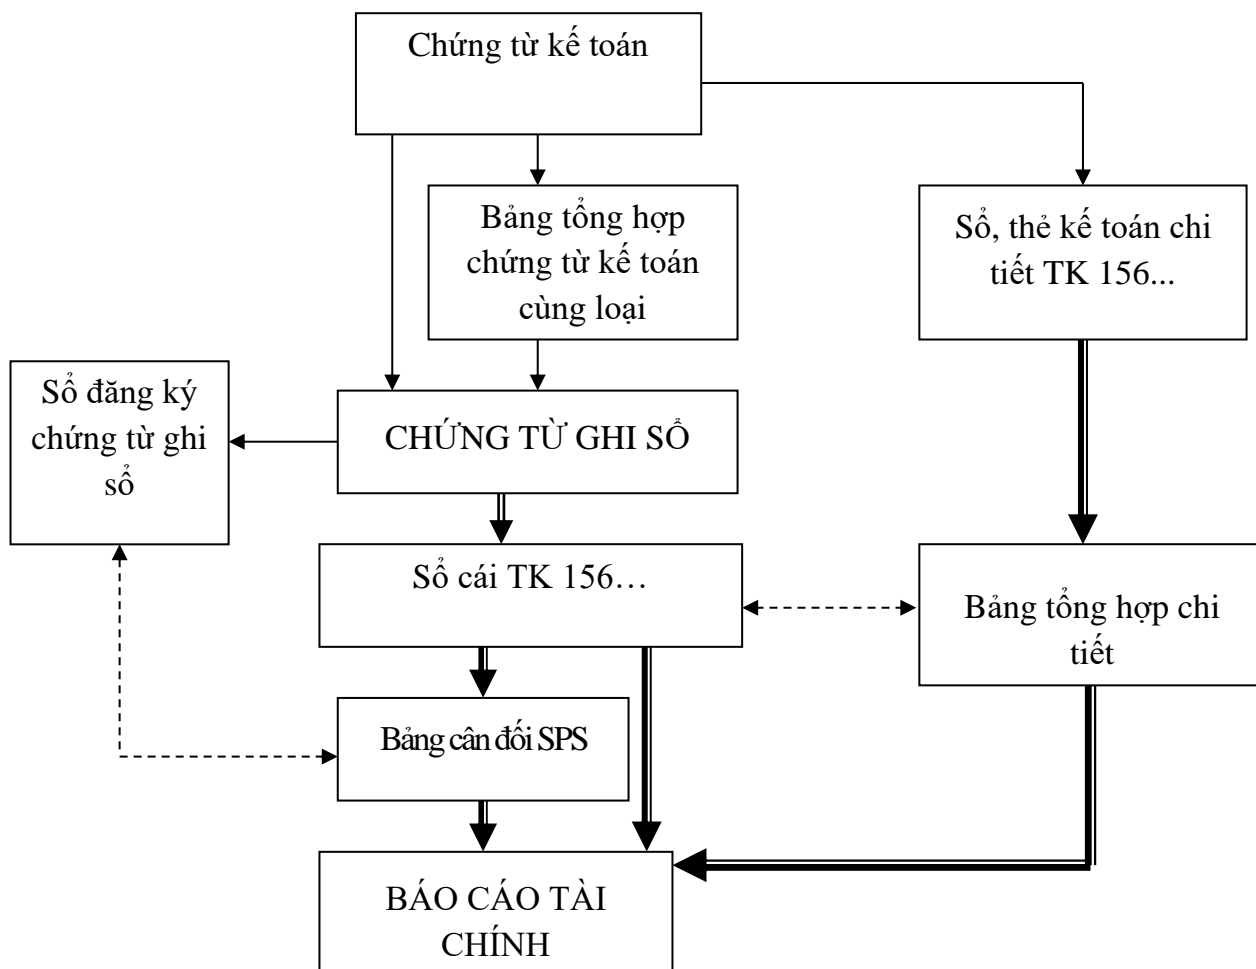 Chứng từ kế toán
Bảng tổng hợp
chứng từ kế toán
cùng loại
Sổ, thẻ kế toán chi
tiết TK 156...
Sổ đăng ký
chứng từ ghi
sổ
CHỨNG TỪ GHI SỔ
Sổ cái TK 156…
Bảng tổng hợp chi
tiết
Bảng cân đối SPS
BÁO CÁO TÀI
CHÍNH